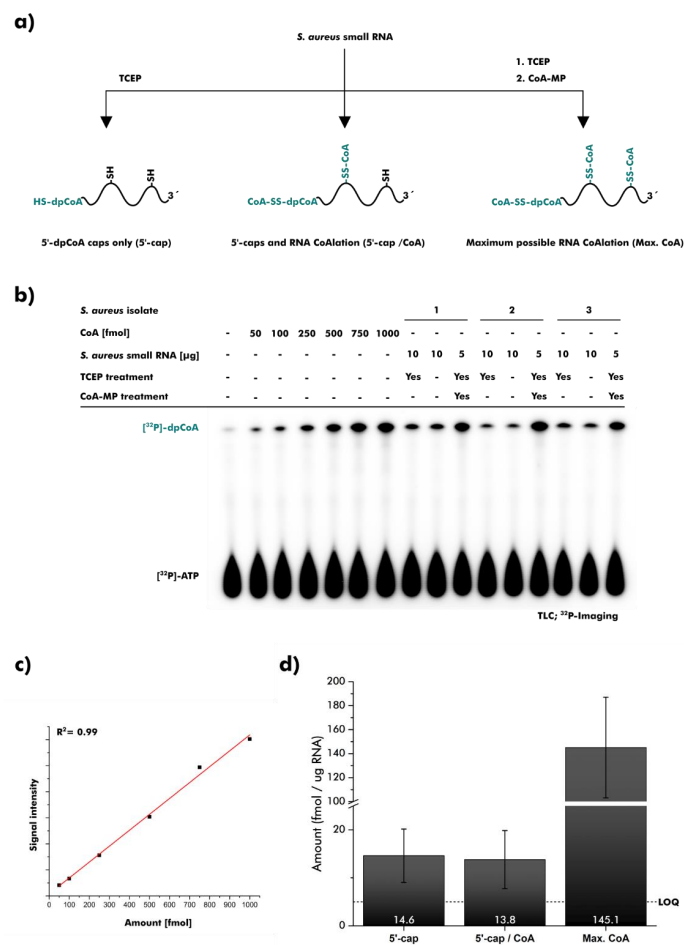 a)
S. aureus small RNA
TCEP
1. TCEP
2. CoA-MP
SH
SH
HS-dpCoA
3´
SS-CoA
SH
CoA-SS-dpCoA
3´
SS-CoA
SS-CoA
CoA-SS-dpCoA
3´
5'-dpCoA caps only (5'-cap)
5'-caps and RNA CoAlation (5'-cap /CoA)
Maximum possible RNA CoAlation (Max. CoA)
b)
S. aureus isolate 1 2 3
CoA [fmol] - 50 100 250 500 750 1000 - - - - - - - - -
S. aureus small RNA [µg] - - - - - - - 10 10 5 10 10 5 10 10 5
TCEP treatment - - - - - - - Yes - Yes Yes - Yes Yes - Yes
CoA-MP treatment - - - - - - - - - Yes - - Yes - - Yes
[³²P]-dpCoA
[³²P]-ATP
TLC; ³²P-Imaging
c)
R²= 0.99
Signal intensity
0 100 200 300 400 500 600 700 800 900 1000
Amount [fmol]
d)
Amount (fmol / ug RNA)
200
180
160
140
120
100
20
0
LOQ
14.6 13.8 145.1
5'-cap 5'-cap / CoA Max. CoA